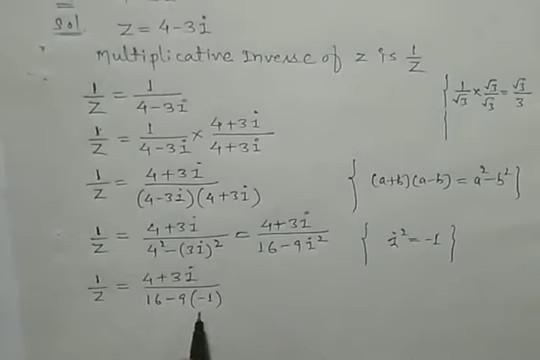 Sol z = 4-3i
Multiplicative Inverse of z is 1/z
1/z = 1/(4-3i) { 1/√3 × √3/√3 = √3/3
1/z = 1/(4-3i) × (4+3i)/(4+3i)
1/z = (4+3i)/((4-3i)(4+3i)) { (a+b)(a-b) = a²-b² }
1/z = (4+3i)/(4²-(3i)²) = (4+3i)/(16-9i²) { i² = -1 }
1/z = (4+3i)/(16-9(-1))